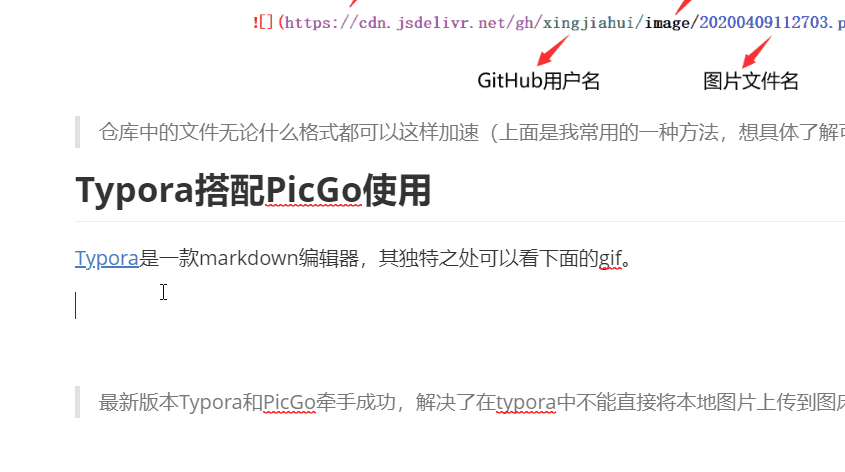 ![](https://cdn.jsdelivr.net/gh/xingjiahui/image/20200409112703.p
GitHub用户名 图片文件名
仓库中的文件无论什么格式都可以这样加速（上面是我常用的一种方法，想具体了解可
Typora搭配PicGo使用
Typora是一款markdown编辑器，其独特之处可以看下面的gif。
最新版本Typora和PicGo牵手成功，解决了在typora中不能直接将本地图片上传到图床